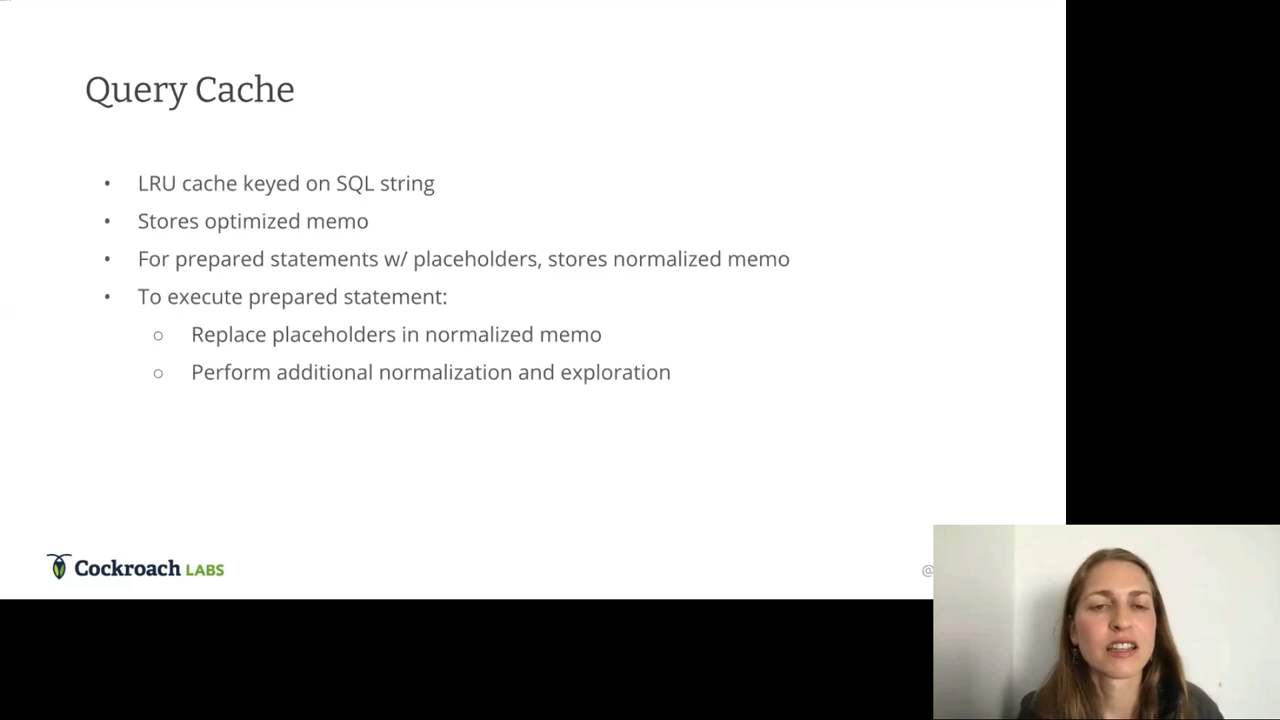 Query Cache
• LRU cache keyed on SQL string
• Stores optimized memo
• For prepared statements w/ placeholders, stores normalized memo
• To execute prepared statement:
○ Replace placeholders in normalized memo
○ Perform additional normalization and exploration
Cockroach LABS
@